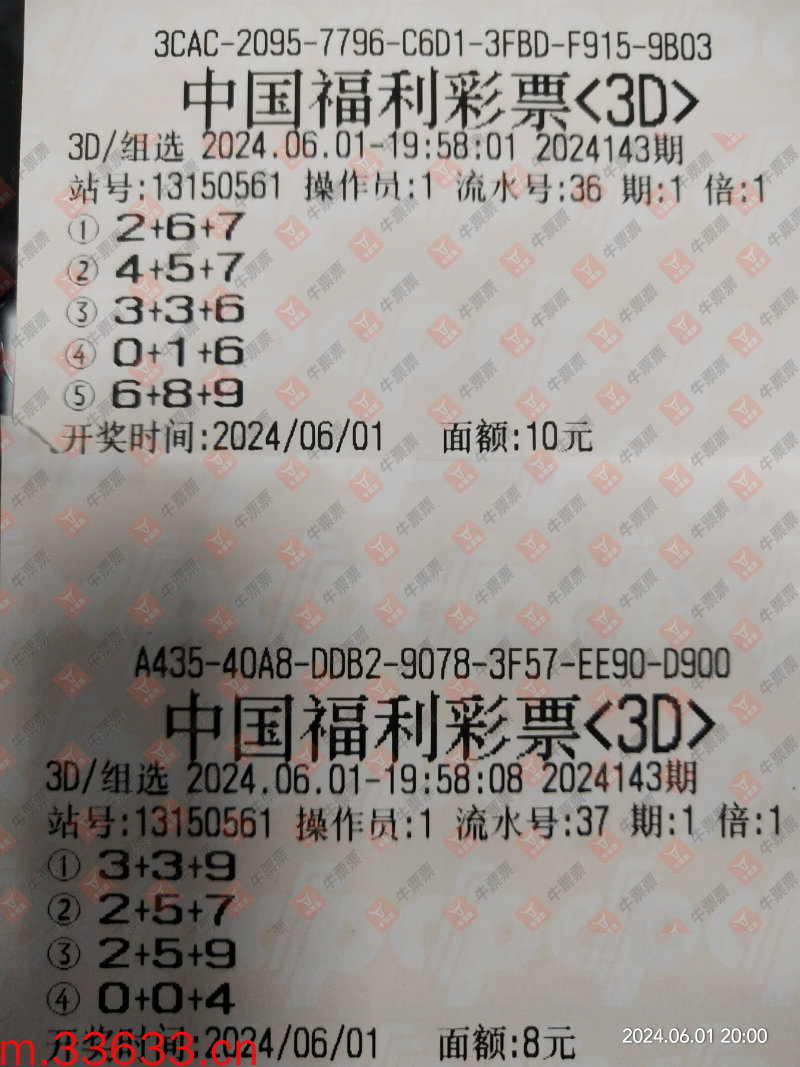 3CAC-2095-7796-C6D1-3FBD-F915-9B03
中国福利彩票<3D>
3D/组选 2024.06.01-19:58:01 2024143期
站号:13150561 操作员:1 流水号:36 期:1 倍:1
① 2+6+7
② 4+5+7
③ 3+3+6
④ 0+1+6
⑤ 6+8+9
开奖时间:2024/06/01 面额:10元
A435-40A8-DDB2-9078-3F57-EE90-D900
中国福利彩票<3D>
3D/组选 2024.06.01-19:58:08 2024143期
站号:13150561 操作员:1 流水号:37 期:1 倍:1
① 3+3+9
② 2+5+7
③ 2+5+9
④ 0+0+4
开奖时间:2024/06/01 面额:8元
2024.06.01 20:00
m.33633.cn
牛票票